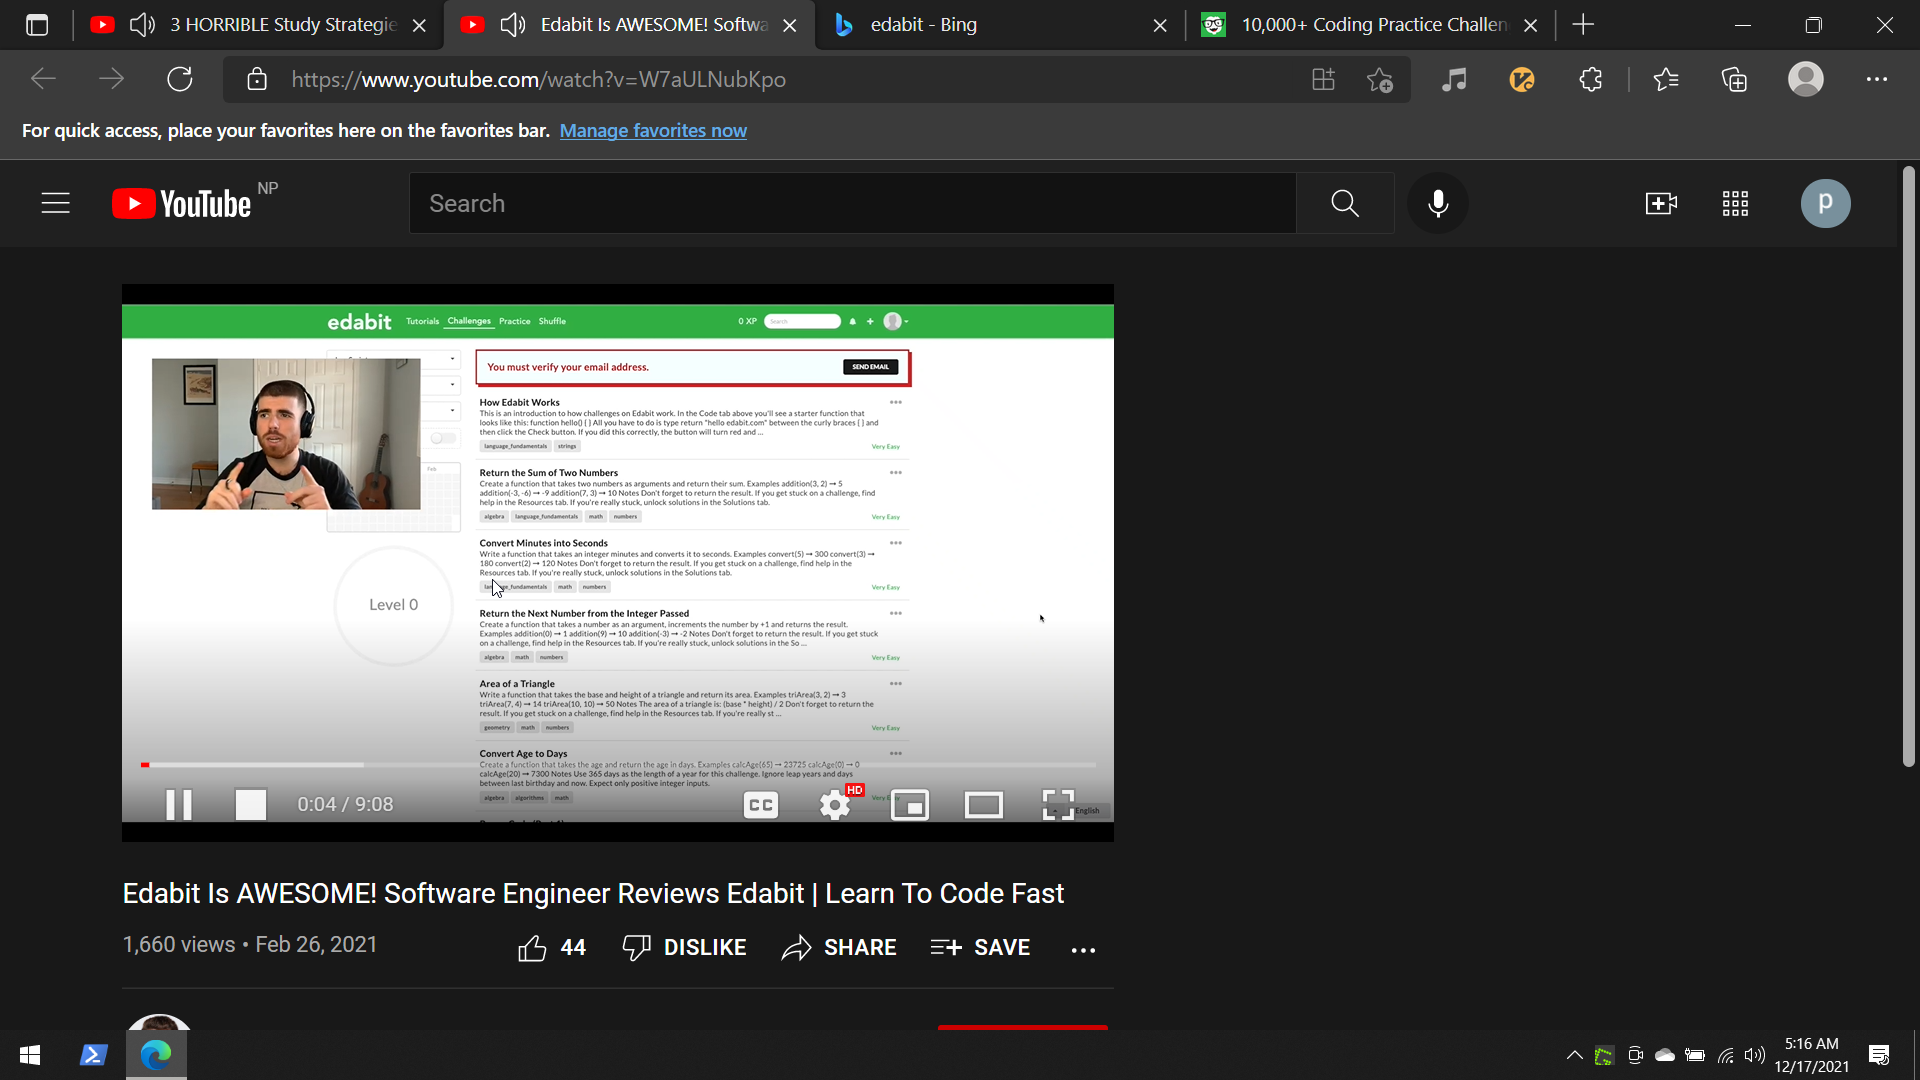 3 HORRIBLE Study Strategie
Edabit Is AWESOME! Softwa
edabit - Bing
10,000+ Coding Practice Challen
https://www.youtube.com/watch?v=W7aULNubKpo
For quick access, place your favorites here on the favorites bar. Manage favorites now
YouTube NP
Search
p
edabit Tutorials Challenges Practice Shuffle 0 XP Search
You must verify your email address. SEND EMAIL
How Edabit Works
This is an introduction to how challenges on Edabit work. In the Code tab above you'll see a starter function that
looks like this: function hello() { } All you have to do is type return "hello edabit.com" between the curly braces { } and
then click the Check button. If you did this correctly, the button will turn red and ...
language_fundamentals strings Very Easy
Feb
Return the Sum of Two Numbers
Create a function that takes two numbers as arguments and return their sum. Examples addition(3, 2) → 5
addition(-3, -6) → -9 addition(7, 3) → 10 Notes Don't forget to return the result. If you get stuck on a challenge, find
help in the Resources tab. If you're really stuck, unlock solutions in the Solutions tab.
algebra language_fundamentals math numbers Very Easy
Convert Minutes into Seconds
Write a function that takes an integer minutes and converts it to seconds. Examples convert(5) → 300 convert(3) →
180 convert(2) → 120 Notes Don't forget to return the result. If you get stuck on a challenge, find help in the
Resources tab. If you're really stuck, unlock solutions in the Solutions tab.
math numbers Very Easy
Level 0
Return the Next Number from the Integer Passed
Create a function that takes a number as an argument, increments the number by +1 and returns the result.
Examples addition(0) → 1 addition(9) → 10 addition(-3) → -2 Notes Don't forget to return the result. If you get stuck
on a challenge, find help in the Resources tab. If you're really stuck, unlock solutions in the So ...
algebra math numbers Very Easy
Area of a Triangle
Write a function that takes the base and height of a triangle and return its area. Examples triArea(3, 2) → 3
triArea(7, 4) → 14 triArea(10, 10) → 50 Notes The area of a triangle is: (base * height) / 2 Don't forget to return the
result. If you get stuck on a challenge, find help in the Resources tab. If you're really st ...
geometry math numbers Very Easy
Convert Age to Days
Create a function that takes the age and return the age in days. Examples calcAge(65) → 23725 calcAge(0) → 0
calcAge(20) → 7300 Notes Use 365 days as the length of a year for this challenge. Ignore leap years and days
between last birthday and now. Expect only positive integer inputs.
algebra algorithms math
0:04 / 9:08 CC HD English
Edabit Is AWESOME! Software Engineer Reviews Edabit | Learn To Code Fast
1,660 views • Feb 26, 2021 44 DISLIKE SHARE SAVE
5:16 AM
12/17/2021